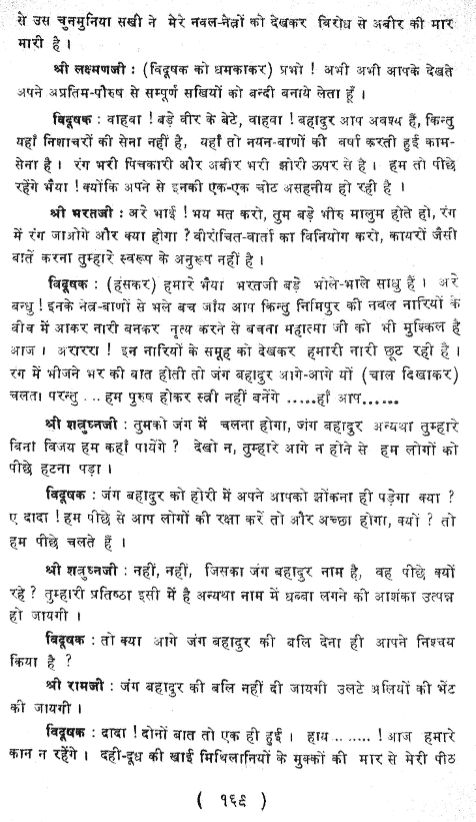 से उस चुनमुनिया सखी ने मेरे नवल-नेत्रों को देखकर विरोध से अबीर की मार
मारी है ।
श्री लक्ष्मणजी : (विदूषक को धमकाकर) प्रभो ! अभी अभी आपके देखते
अपने अप्रतिम-पौरुष से सम्पूर्ण सखियों को बन्दी बनाये लेता हूँ ।
विदूषक : वाहवा ! बड़े वीर के बेटे, वाहवा ! बहादुर आप अवश्य हैं, किन्तु
यहाँ निशाचरों की सेना नहीं है, यहाँ तो नयन-बाणों की वर्षा करती हुई काम-
सेना है । रंग भरी पिचकारी और अबीर भरी झोरी ऊपर से है । हम तो पीछे
रहेंगे भैया ! क्योंकि अपने से इनकी एक-एक चोट असहनीय हो रही है ।
श्री भरतजी : अरे भाई ! भय मत करो, तुम बड़े भीरु मालुम होते हो, रंग
में रंग जाओगे और क्या होगा ? वीरोचित-वार्ता का विनियोग करो, कायरों जैसी
बातें करना तुम्हारे स्वरूप के अनुरूप नहीं है ।
विदूषक : (हंसकर) हमारे भैया भरतजी बड़े भोले-भाले साधु हैं । अरे
बन्धु ! इनके नेत्र-बाणों से भले बच जाँय आप किन्तु निमिपुर की नवल नारियों के
बीच में आकर नारी बनकर नृत्य करने से बचना महात्मा जी को भी मुश्किल है
आज । अराररा ! इन नारियों के समूह को देखकर हमारी नारी छूट रही है ।
रग में भीजने भर की बात होती तो जंग बहादुर आगे-आगे यों (चाल दिखाकर)
चलता परन्तु ... हम पुरुष होकर स्त्री नहीं बनेंगे .....हाँ आप......
श्री शत्रुघ्नजी : तुमको जंग में चलना होगा, जंग बहादुर अन्यथा तुम्हारे
बिना विजय हम कहाँ पायेंगे ? देखो न, तुम्हारे आगे न होने से हम लोगों को
पीछे हटना पड़ा ।
विदूषक : जंग बहादुर को होरी में अपने आपको झोंकना ही पड़ेगा क्या ?
ए दादा ! हम पीछे से आप लोगों की रक्षा करें तो और अच्छा होगा, क्यों ? तो
हम पीछे चलते हैं ।
श्री शत्रुघ्नजी : नहीं, नहीं, जिसका जंग बहादुर नाम है, वह पीछे क्यों
रहे ? तुम्हारी प्रतिष्ठा इसी में है अन्यथा नाम में धब्बा लगने की आशंका उत्पन्न
हो जायगी ।
विदूषक : तो क्या आगे जंग बहादुर की बलि देना ही आपने निश्चय
किया है ?
श्री रामजी : जंग बहादुर की बलि नहीं दी जायगी उलटे अलियों की भेंट
की जायगी ।
विदूषक : दादा ! दोनों बात तो एक ही हुई । हाय ........ ! आज हमारे
कान न रहेंगे । दही-दूध की खाई मिथिलानियों के मुक्कों की मार से मेरी पीठ
( १६९ )